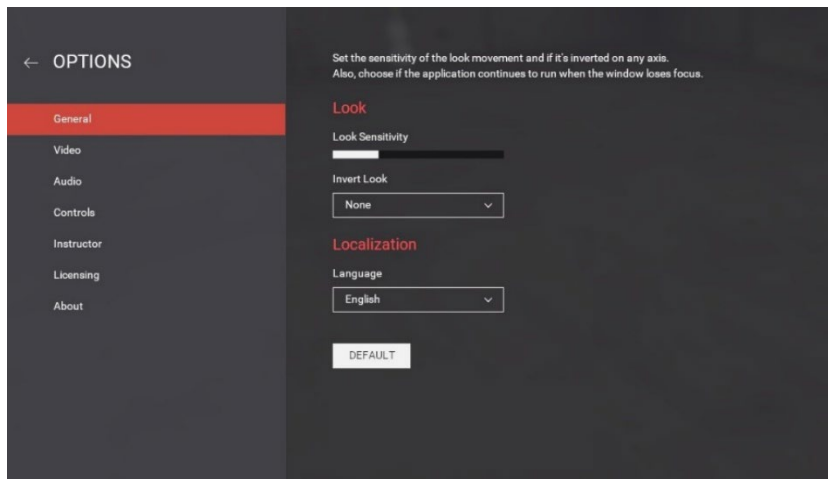 ← OPTIONS
General
Video
Audio
Controls
Instructor
Licensing
About
Set the sensitivity of the look movement and if it's inverted on any axis.
Also, choose if the application continues to run when the window loses focus.
Look
Look Sensitivity
Invert Look
None
Localization
Language
English
DEFAULT